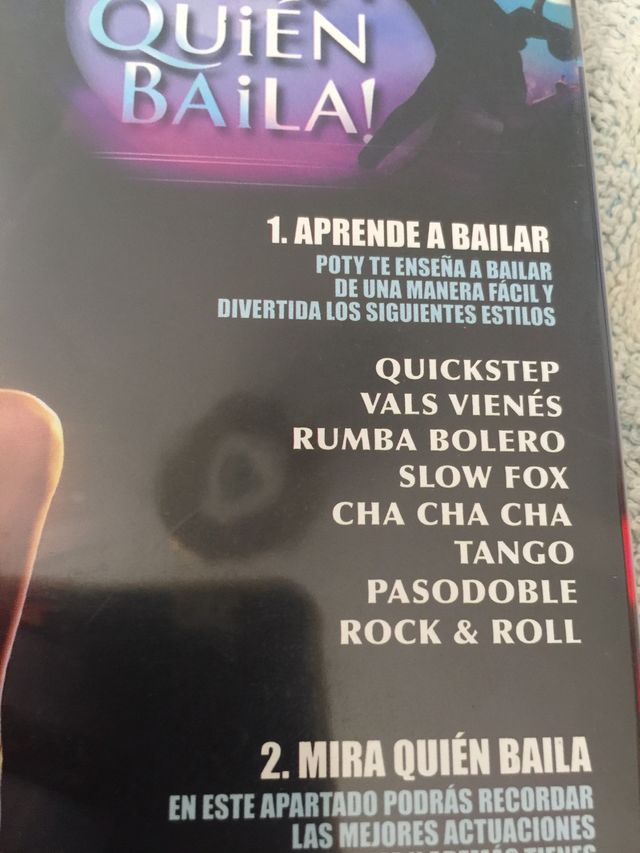 QUiÉN
BAiLA!
1. APRENDE A BAILAR
POTY TE ENSEÑA A BAILAR
DE UNA MANERA FÁCIL Y
DIVERTIDA LOS SIGUIENTES ESTILOS
QUICKSTEP
VALS VIENÉS
RUMBA BOLERO
SLOW FOX
CHA CHA CHA
TANGO
PASODOBLE
ROCK & ROLL
2. MIRA QUIÉN BAILA
EN ESTE APARTADO PODRÁS RECORDAR
LAS MEJORES ACTUACIONES
ADEMÁS TIENES